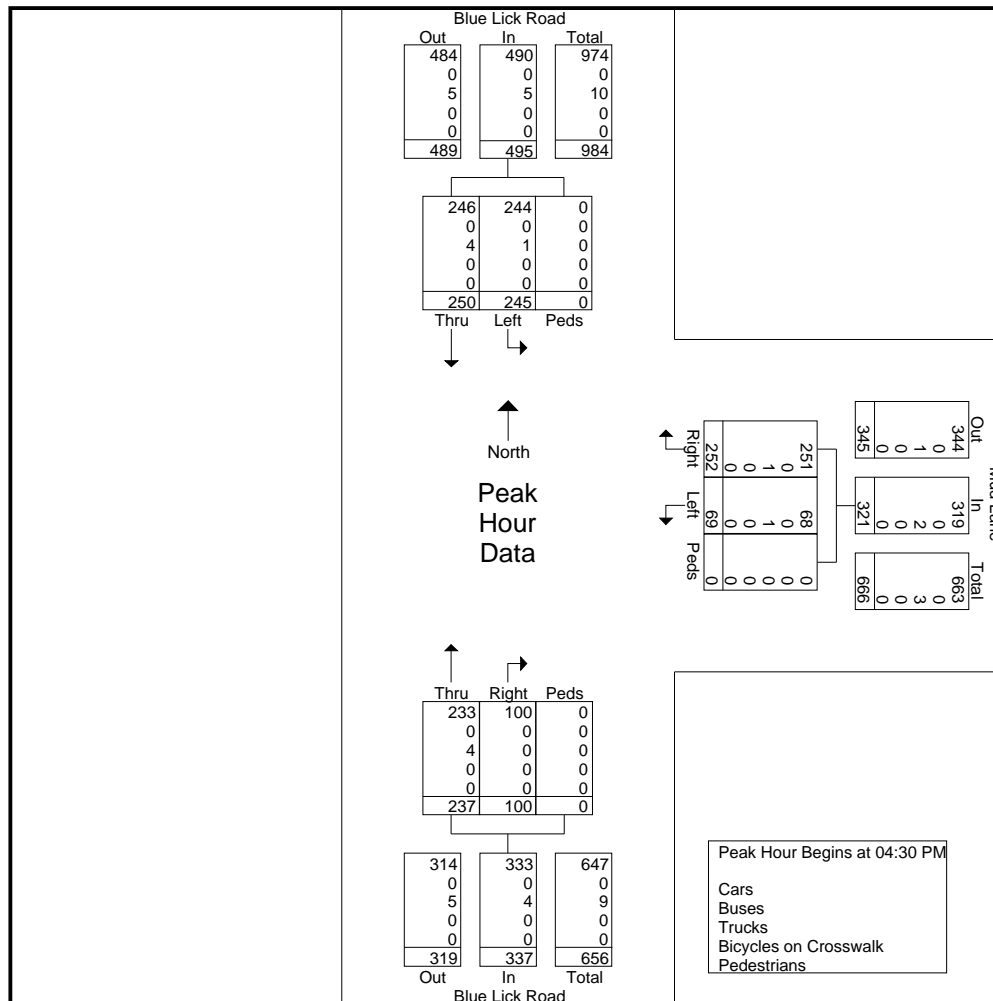 Blue Lick Road
Out In Total
484 490 974
0 0 0
5 5 10
0 0 0
0 0 0
489 495 984
246 244 0
0 0 0
4 1 0
0 0 0
0 0 0
250 245 0
Thru Left Peds
North
Peak
Hour
Data
Right 252 0 0 1 0 251
Left 69 0 0 1 0 68
Peds 0 0 0 0 0 0
Out 345 0 0 1 0 344
In 321 0 0 2 0 319
Total 666 0 0 3 0 663
Thru Right Peds
233 100 0
0 0 0
4 0 0
0 0 0
0 0 0
237 100 0
314 333 647
0 0 0
5 4 9
0 0 0
0 0 0
319 337 656
Out In Total
Blue Lick Road
Peak Hour Begins at 04:30 PM
Cars
Buses
Trucks
Bicycles on Crosswalk
Pedestrians